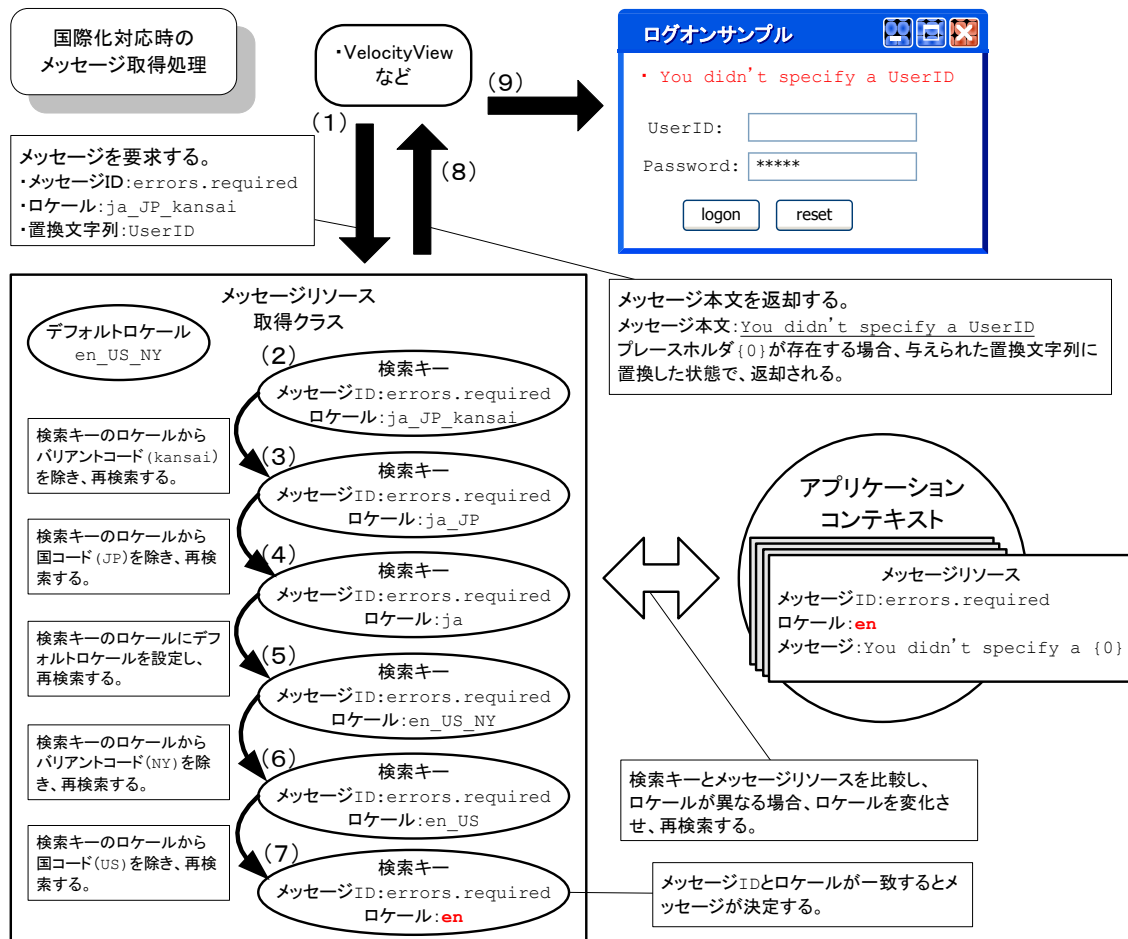 国際化対応時の
メッセージ取得処理
・VelocityView
など
(9)
ログオンサンプル
・ You didn't specify a UserID
UserID:
Password: *****
logon reset
(1)
(8)
メッセージを要求する。
・メッセージID:errors.required
・ロケール:ja_JP_kansai
・置換文字列:UserID
メッセージ本文を返却する。
メッセージ本文:You didn't specify a UserID
プレースホルダ{0}が存在する場合、与えられた置換文字列に
置換した状態で、返却される。
メッセージリソース
取得クラス
デフォルトロケール
en_US_NY
(2)
検索キー
メッセージID:errors.required
ロケール:ja_JP_kansai
検索キーのロケールから
バリアントコード(kansai)
を除き、再検索する。
(3)
検索キー
メッセージID:errors.required
ロケール:ja_JP
検索キーのロケールから
国コード(JP)を除き、再検
索する。
(4)
検索キー
メッセージID:errors.required
ロケール:ja
検索キーのロケールにデフ
ォルトロケールを設定し、
再検索する。
(5)
検索キー
メッセージID:errors.required
ロケール:en_US_NY
検索キーのロケールから
バリアントコード(NY)を除
き、再検索する。
(6)
検索キー
メッセージID:errors.required
ロケール:en_US
検索キーのロケールから
国コード(US)を除き、再検
索する。
(7)
検索キー
メッセージID:errors.required
ロケール:en
アプリケーション
コンテキスト
メッセージリソース
メッセージID:errors.required
ロケール:en
メッセージ:You didn't specify a {0}
検索キーとメッセージリソースを比較し、
ロケールが異なる場合、ロケールを変化さ
せ、再検索する。
メッセージIDとロケールが一致するとメ
ッセージが決定する。